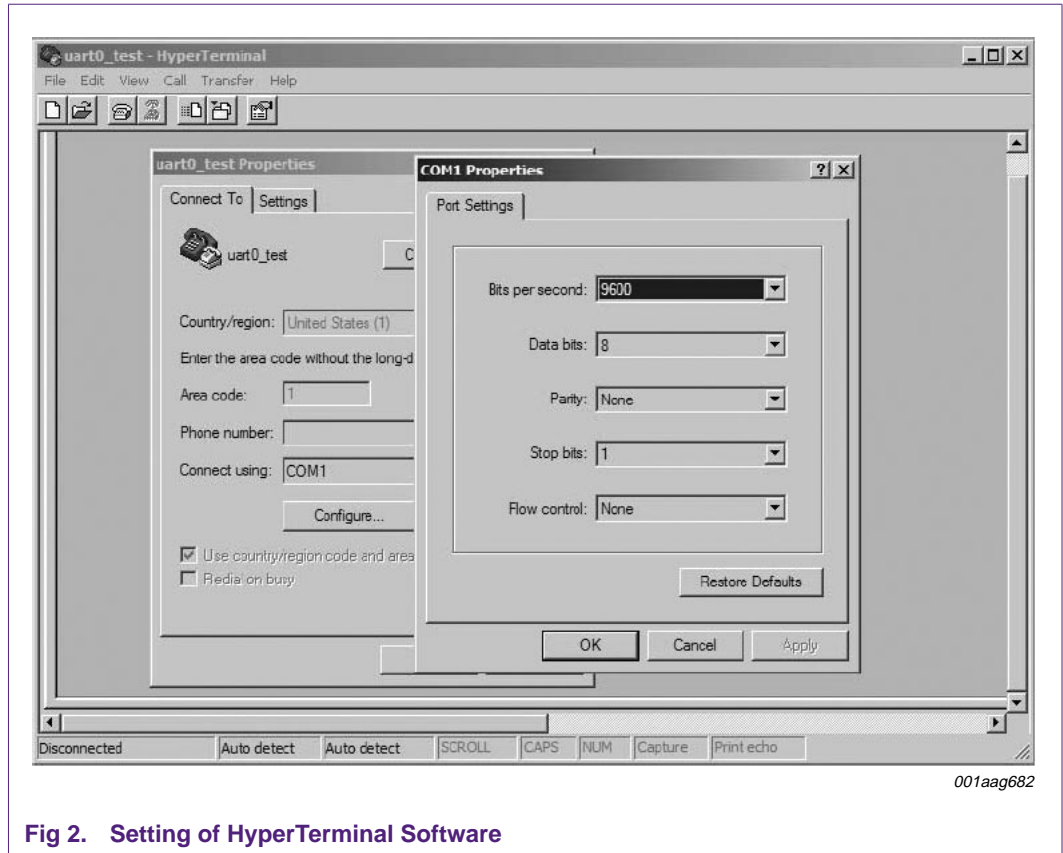 uart0_test - HyperTerminal
File Edit View Call Transfer Help
uart0_test Properties
Connect To Settings
uart0_test
C
Country/region: United States (1)
Enter the area code without the long-d
Area code: 1
Phone number:
Connect using: COM1
Configure...
Use country/region code and area
Redial on busy
COM1 Properties
Port Settings
Bits per second: 9600
Data bits: 8
Parity: None
Stop bits: 1
Flow control: None
Restore Defaults
OK Cancel Apply
Disconnected Auto detect Auto detect SCROLL CAPS NUM Capture Print echo
001aag682
Fig 2. Setting of HyperTerminal Software